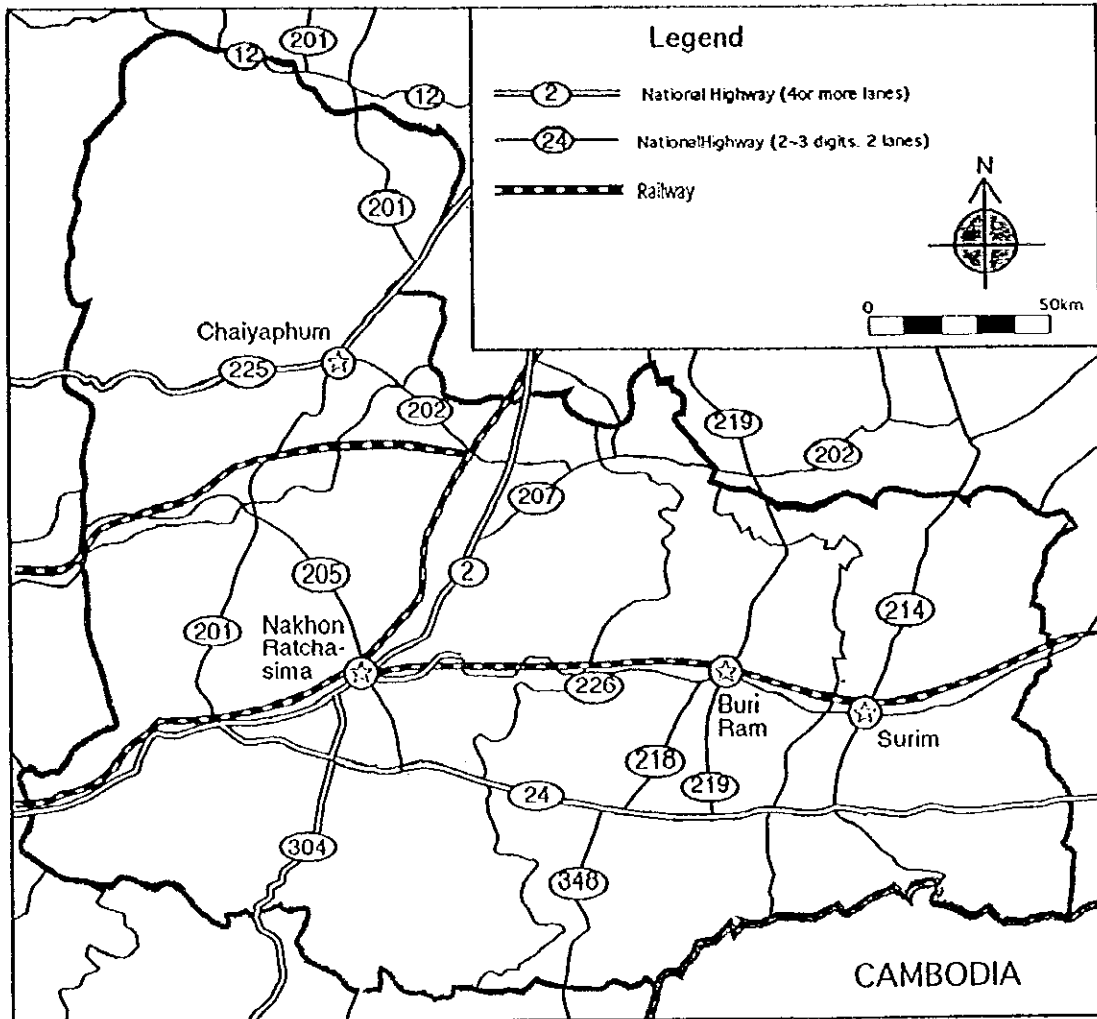 Legend
2 National Highway (4or more lanes)
24 NationalHighway (2~3 digits. 2 lanes)
Railway
N
0 50km
201
12
12
201
Chaiyaphum
225
202
219
202
207
205
2
201
214
Nakhon
Ratcha-
sima
226
Buri
Ram
Surim
218
219
24
304
348
CAMBODIA